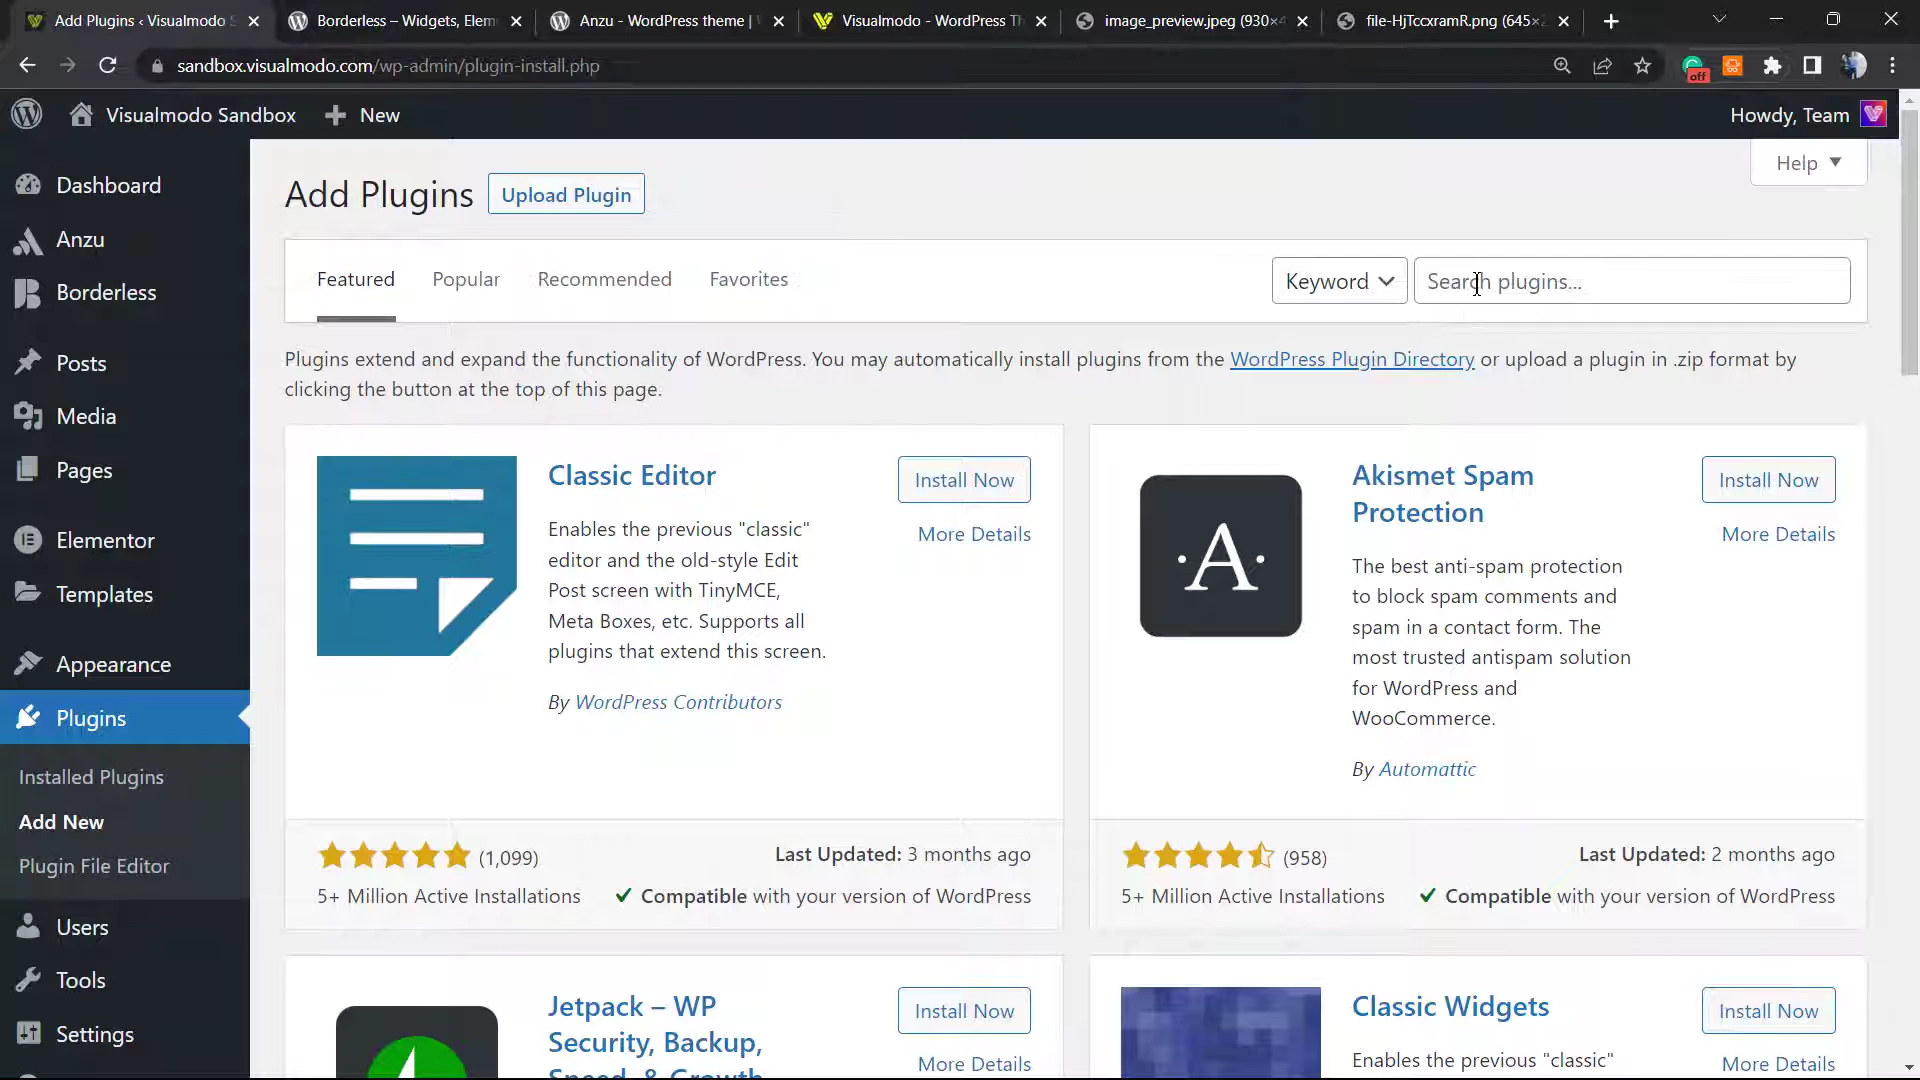 Add Plugins ‹ Visualmodo S
Borderless – Widgets, Elem
Anzu - WordPress theme |
Visualmodo - WordPress Th
image_preview.jpeg (930×4
file-HjTccxramR.png (645×2
sandbox.visualmodo.com/wp-admin/plugin-install.php
off
Visualmodo Sandbox
New
Howdy, Team
Help
Dashboard
Anzu
Borderless
Posts
Media
Pages
Elementor
Templates
Appearance
Plugins
Installed Plugins
Add New
Plugin File Editor
Users
Tools
Settings
Add Plugins
Upload Plugin
Featured
Popular
Recommended
Favorites
Keyword
Search plugins...
Plugins extend and expand the functionality of WordPress. You may automatically install plugins from the WordPress Plugin Directory or upload a plugin in .zip format by
clicking the button at the top of this page.
Classic Editor
Install Now
More Details
Enables the previous "classic"
editor and the old-style Edit
Post screen with TinyMCE,
Meta Boxes, etc. Supports all
plugins that extend this screen.
By WordPress Contributors
(1,099)
Last Updated: 3 months ago
5+ Million Active Installations
Compatible with your version of WordPress
A
Akismet Spam
Protection
Install Now
More Details
The best anti-spam protection
to block spam comments and
spam in a contact form. The
most trusted antispam solution
for WordPress and
WooCommerce.
By Automattic
(958)
Last Updated: 2 months ago
5+ Million Active Installations
Compatible with your version of WordPress
Jetpack – WP
Security, Backup,
Speed, & Growth
Install Now
More Details
Classic Widgets
Install Now
More Details
Enables the previous "classic"